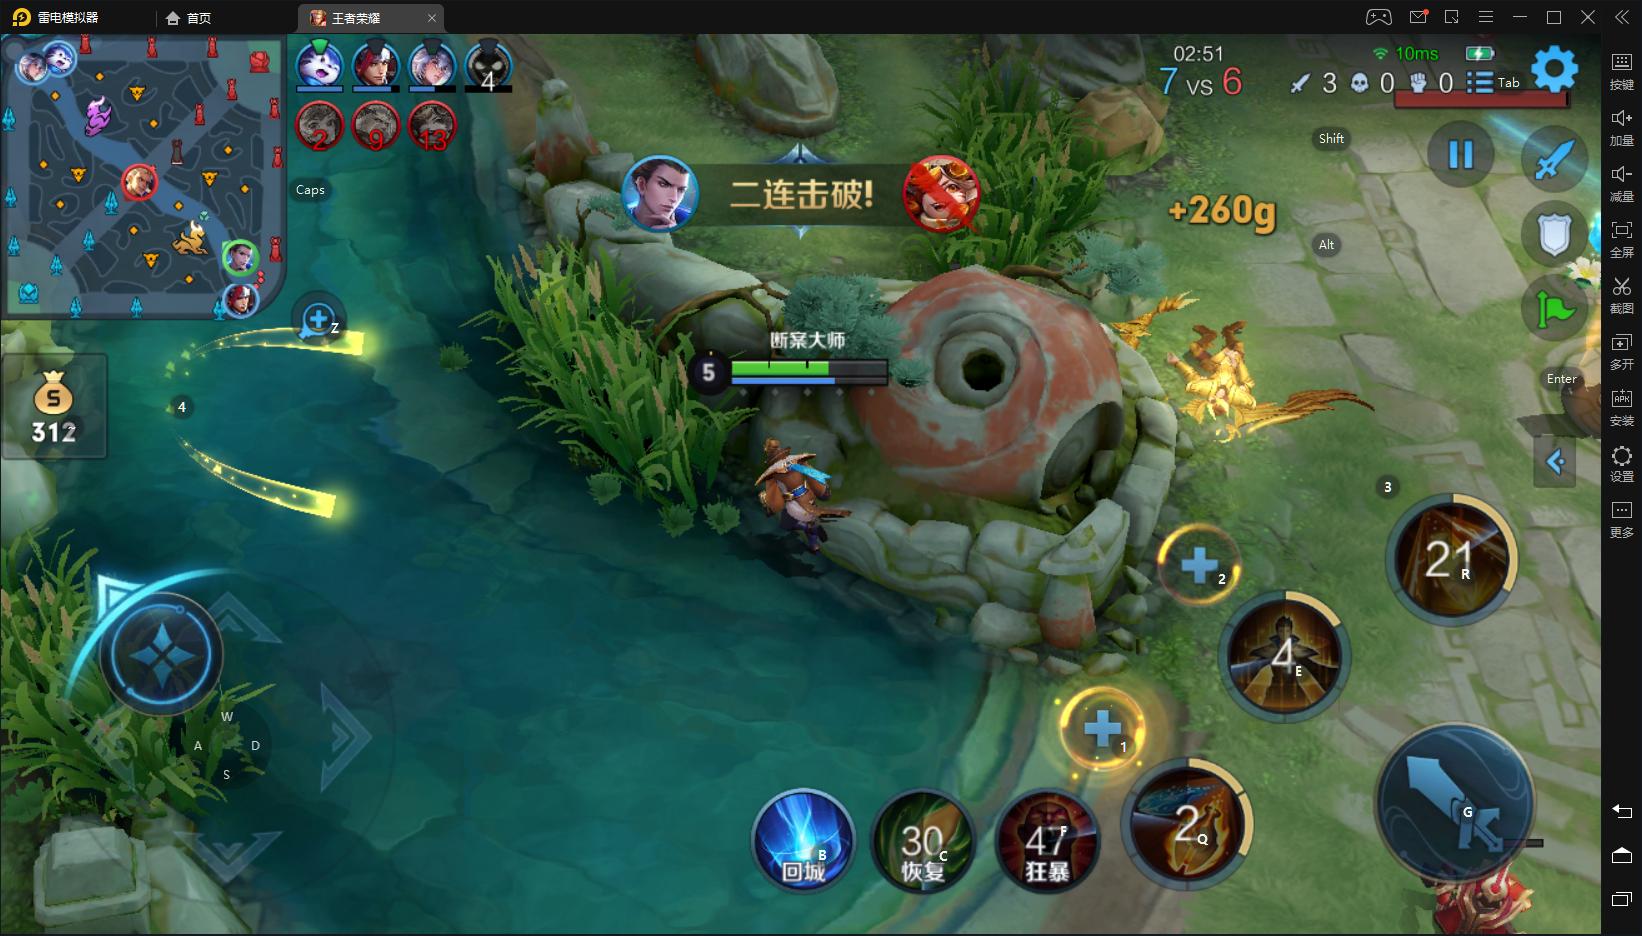 雷电模拟器
首页
王者荣耀
4
2
9
13
Caps
02:51
7 VS 6
10ms
3
0
0
Tab
Shift
二连击破!
+260g
Alt
Z
断案大师
5
Enter
4
312
3
21
R
2
4
E
W
A
D
S
1
2
Q
G
B
回城
30
C
恢复
47
F
狂暴
按键
加量
减量
全屏
截图
多开
APK
安装
设置
更多